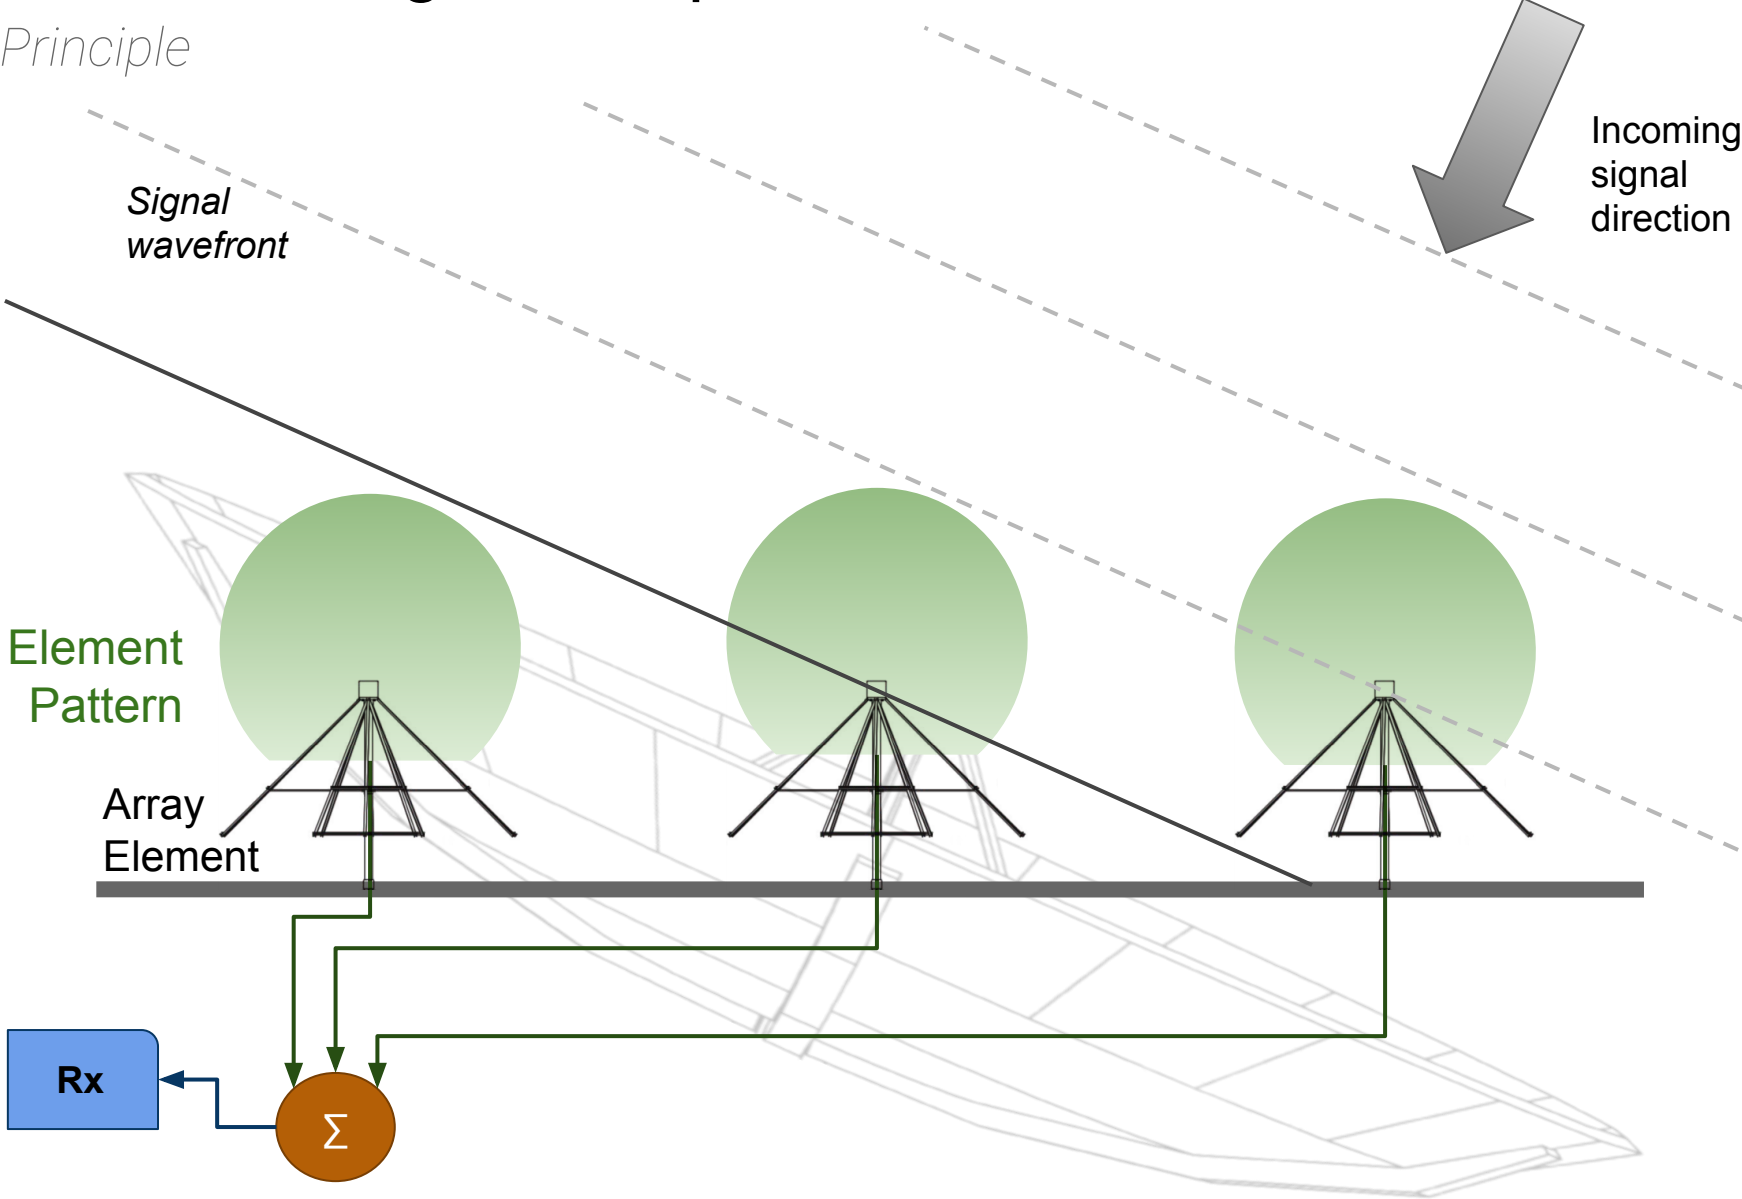 Principle
Incoming
signal
direction
Signal
wavefront
Element
Pattern
Array
Element
Rx
Σ